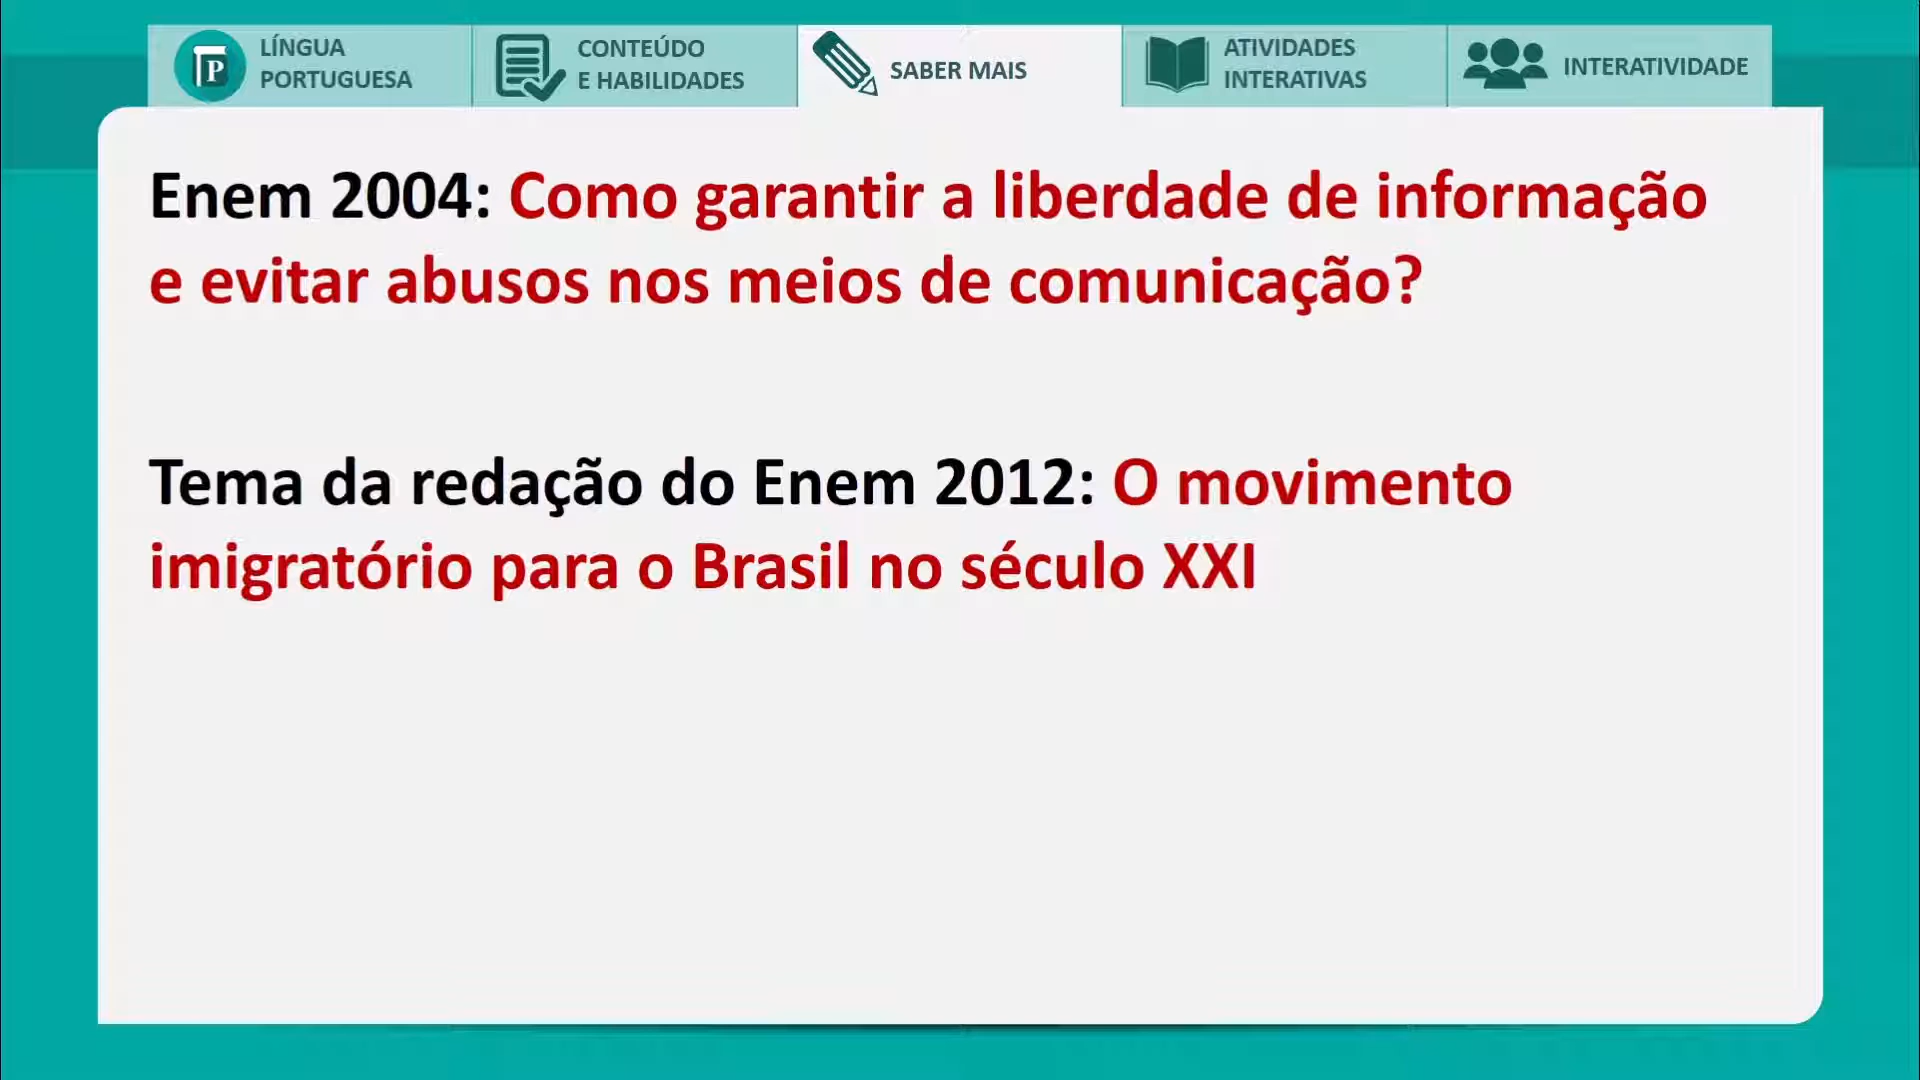 LÍNGUA
PORTUGUESA
CONTEÚDO
E HABILIDADES
SABER MAIS
ATIVIDADES
INTERATIVAS
INTERATIVIDADE
P
Enem 2004: Como garantir a liberdade de informação
e evitar abusos nos meios de comunicação?
Tema da redação do Enem 2012: O movimento
imigratório para o Brasil no século XXI